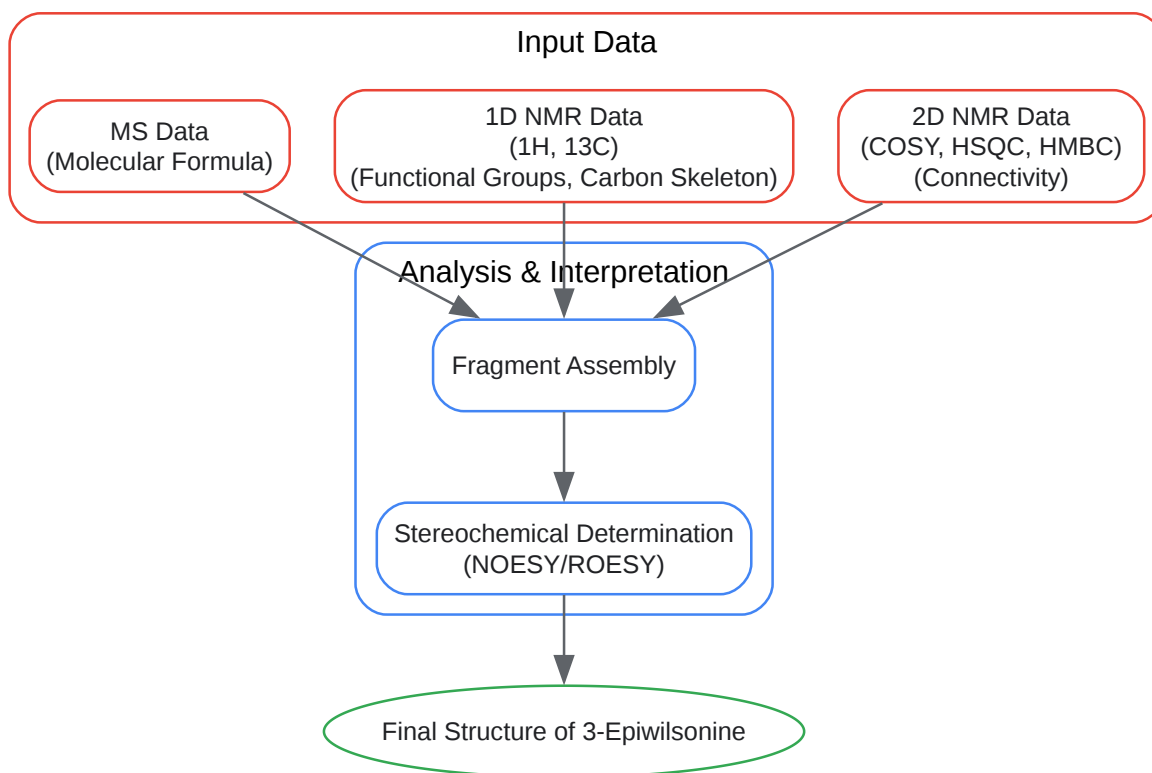 Input Data
MS Data
(Molecular Formula)
1D NMR Data
(1H, 13C)
(Functional Groups, Carbon Skeleton)
2D NMR Data
(COSY, HSQC, HMBC)
(Connectivity)
Analysis & Interpretation
Fragment Assembly
Stereochemical Determination
(NOESY/ROESY)
Final Structure of 3-Epiwilsonine